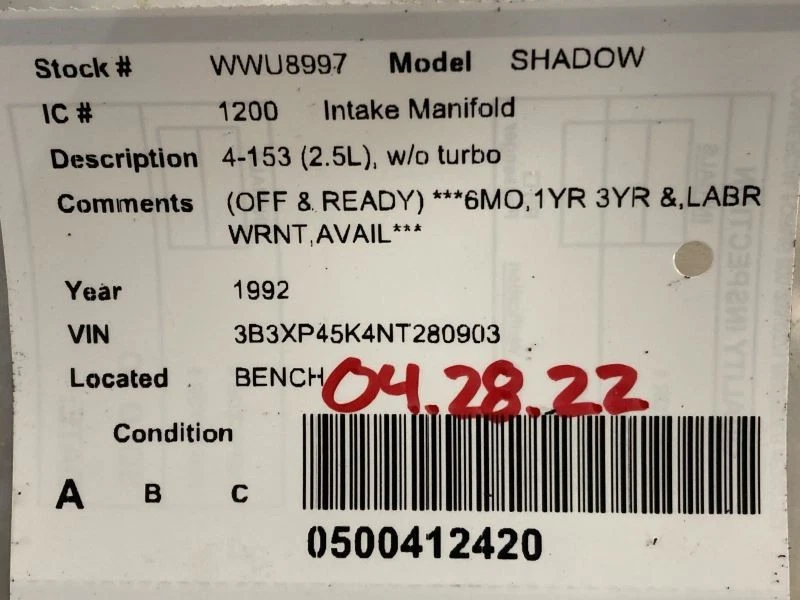 Stock # WWU8997 Model SHADOW
IC # 1200 Intake Manifold
Description 4-153 (2.5L), w/o turbo
Comments (OFF & READY) ***6MO,1YR 3YR &,LABR
WRNT,AVAIL***
Year 1992
VIN 3B3XP45K4NT280903
Located BENCH 04.28.22
Condition
A B C
0500412420